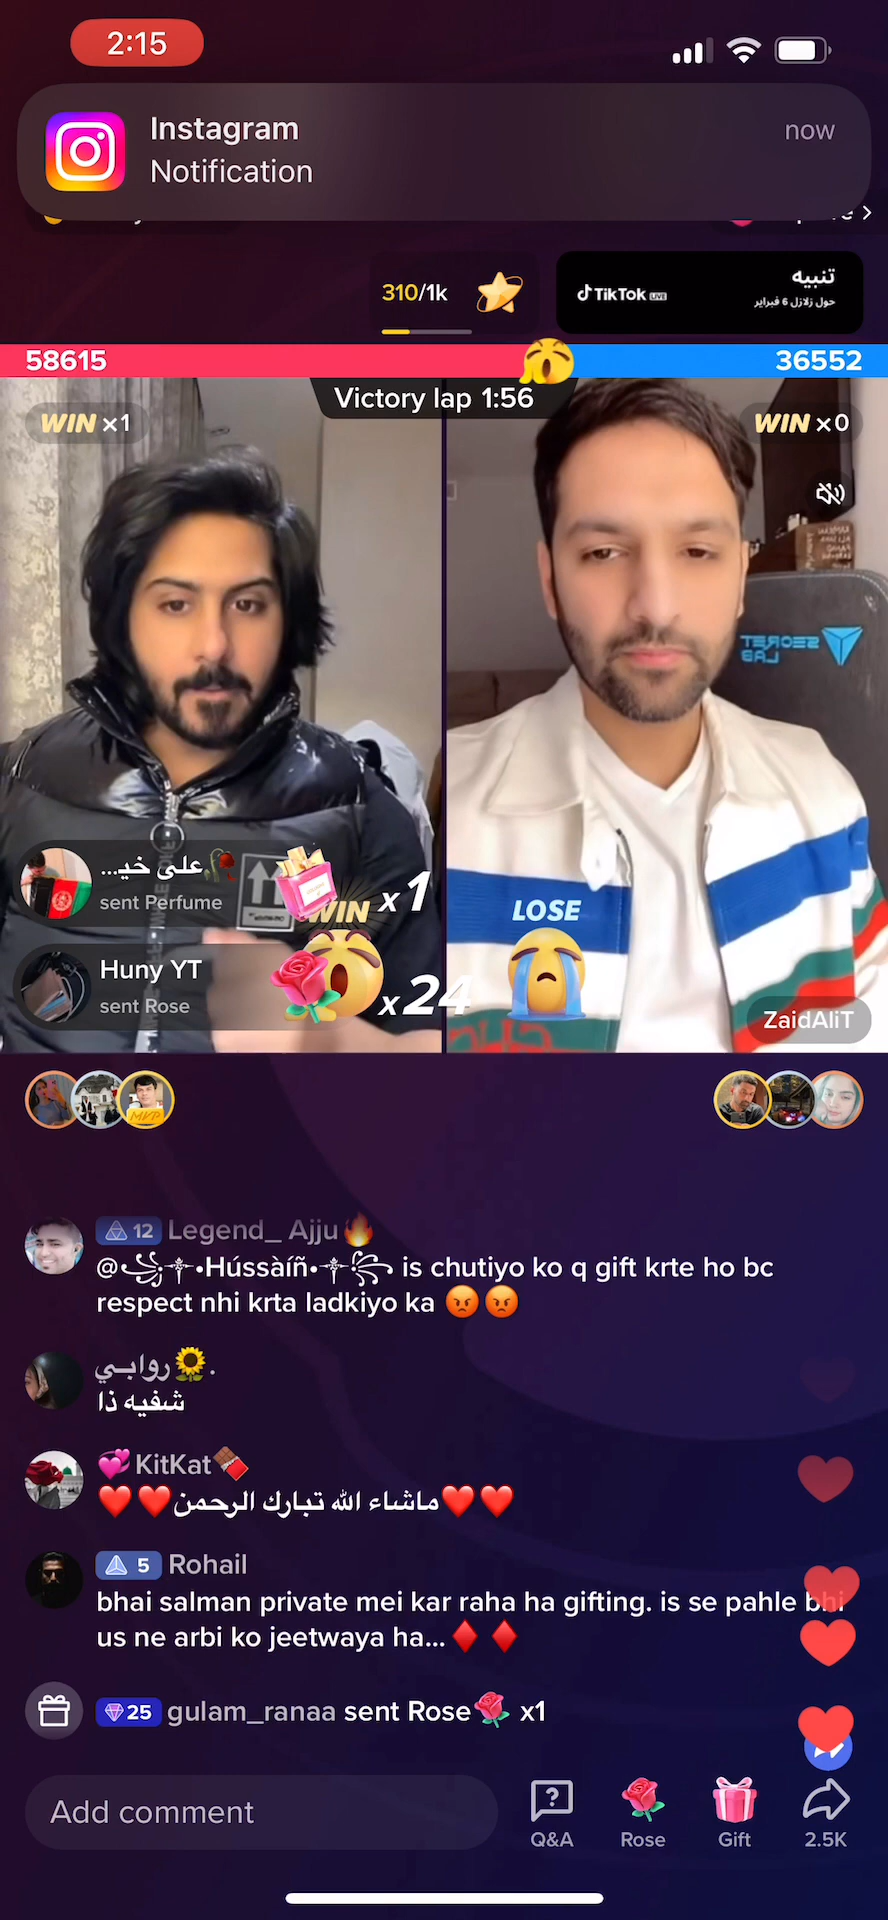 2:15
Instagram
now
Notification
310/1k
TikTok LIVE
تنبيه
حول زلازل 6 فبراير
58615
36552
Victory lap 1:56
WIN x1
WIN x0
SECRET
LAB
على خيـ...
sent Perfume
WIN x1
LOSE
Huny YT
sent Rose
x24
ZaidAliT
MVP
12 Legend_ Ajju🔥
@꧁༒•Hússàíñ•༒꧂ is chutiyo ko q gift krte ho bc
respect nhi krta ladkiyo ka 😡😡
روابـي🌻.
شفيه ذا
💞KitKat🍫
❤️❤️ماشاء الله تبارك الرحمن❤️❤️
5 Rohail
bhai salman private mei kar raha ha gifting. is se pahle bhi
us ne arbi ko jeetwaya ha...♦️♦️
25 gulam_ranaa sent Rose🌹 x1
Add comment
Q&A
Rose
Gift
2.5K